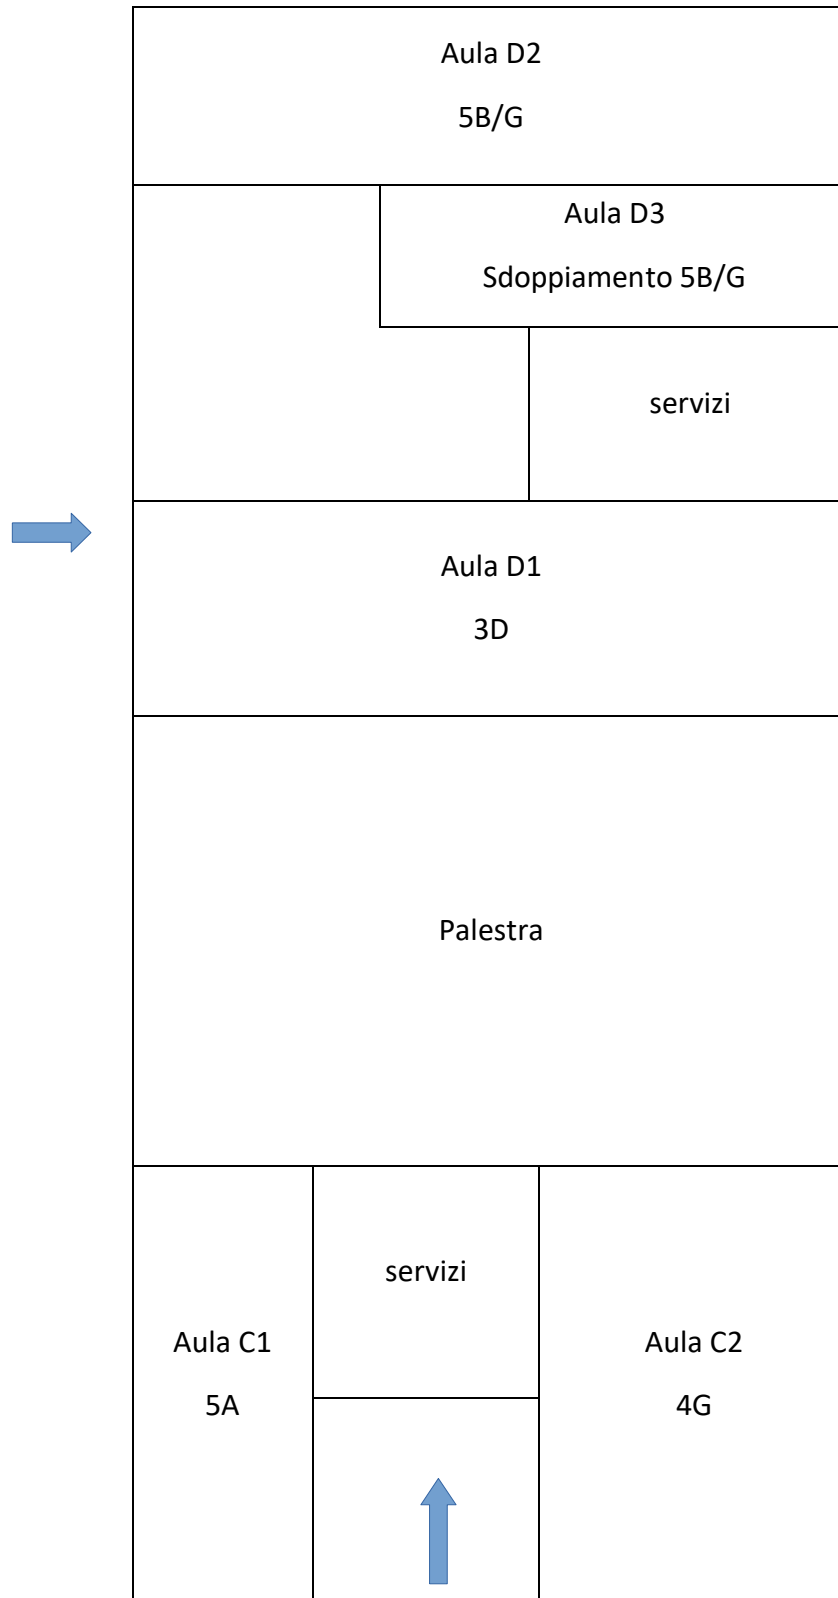 Aula D2
5B/G
Aula D3
Sdoppiamento 5B/G
servizi
Aula D1
3D
Palestra
servizi
Aula C1
5A
Aula C2
4G